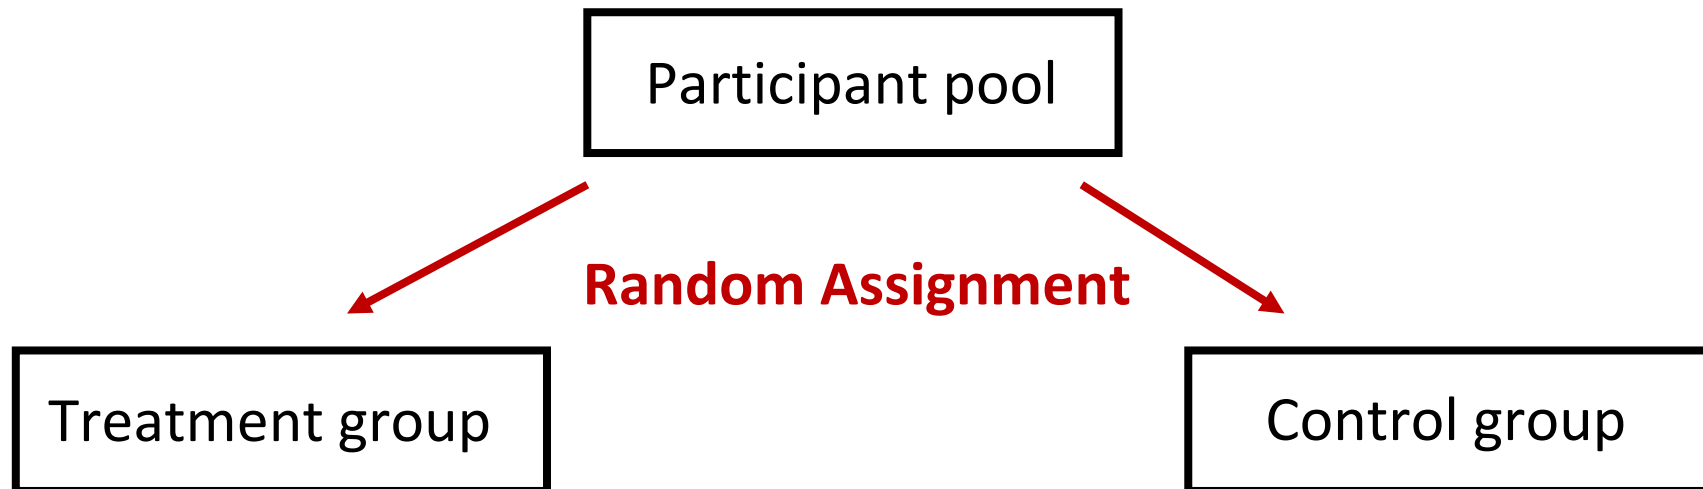 Participant pool
Random Assignment
Treatment group
Control group